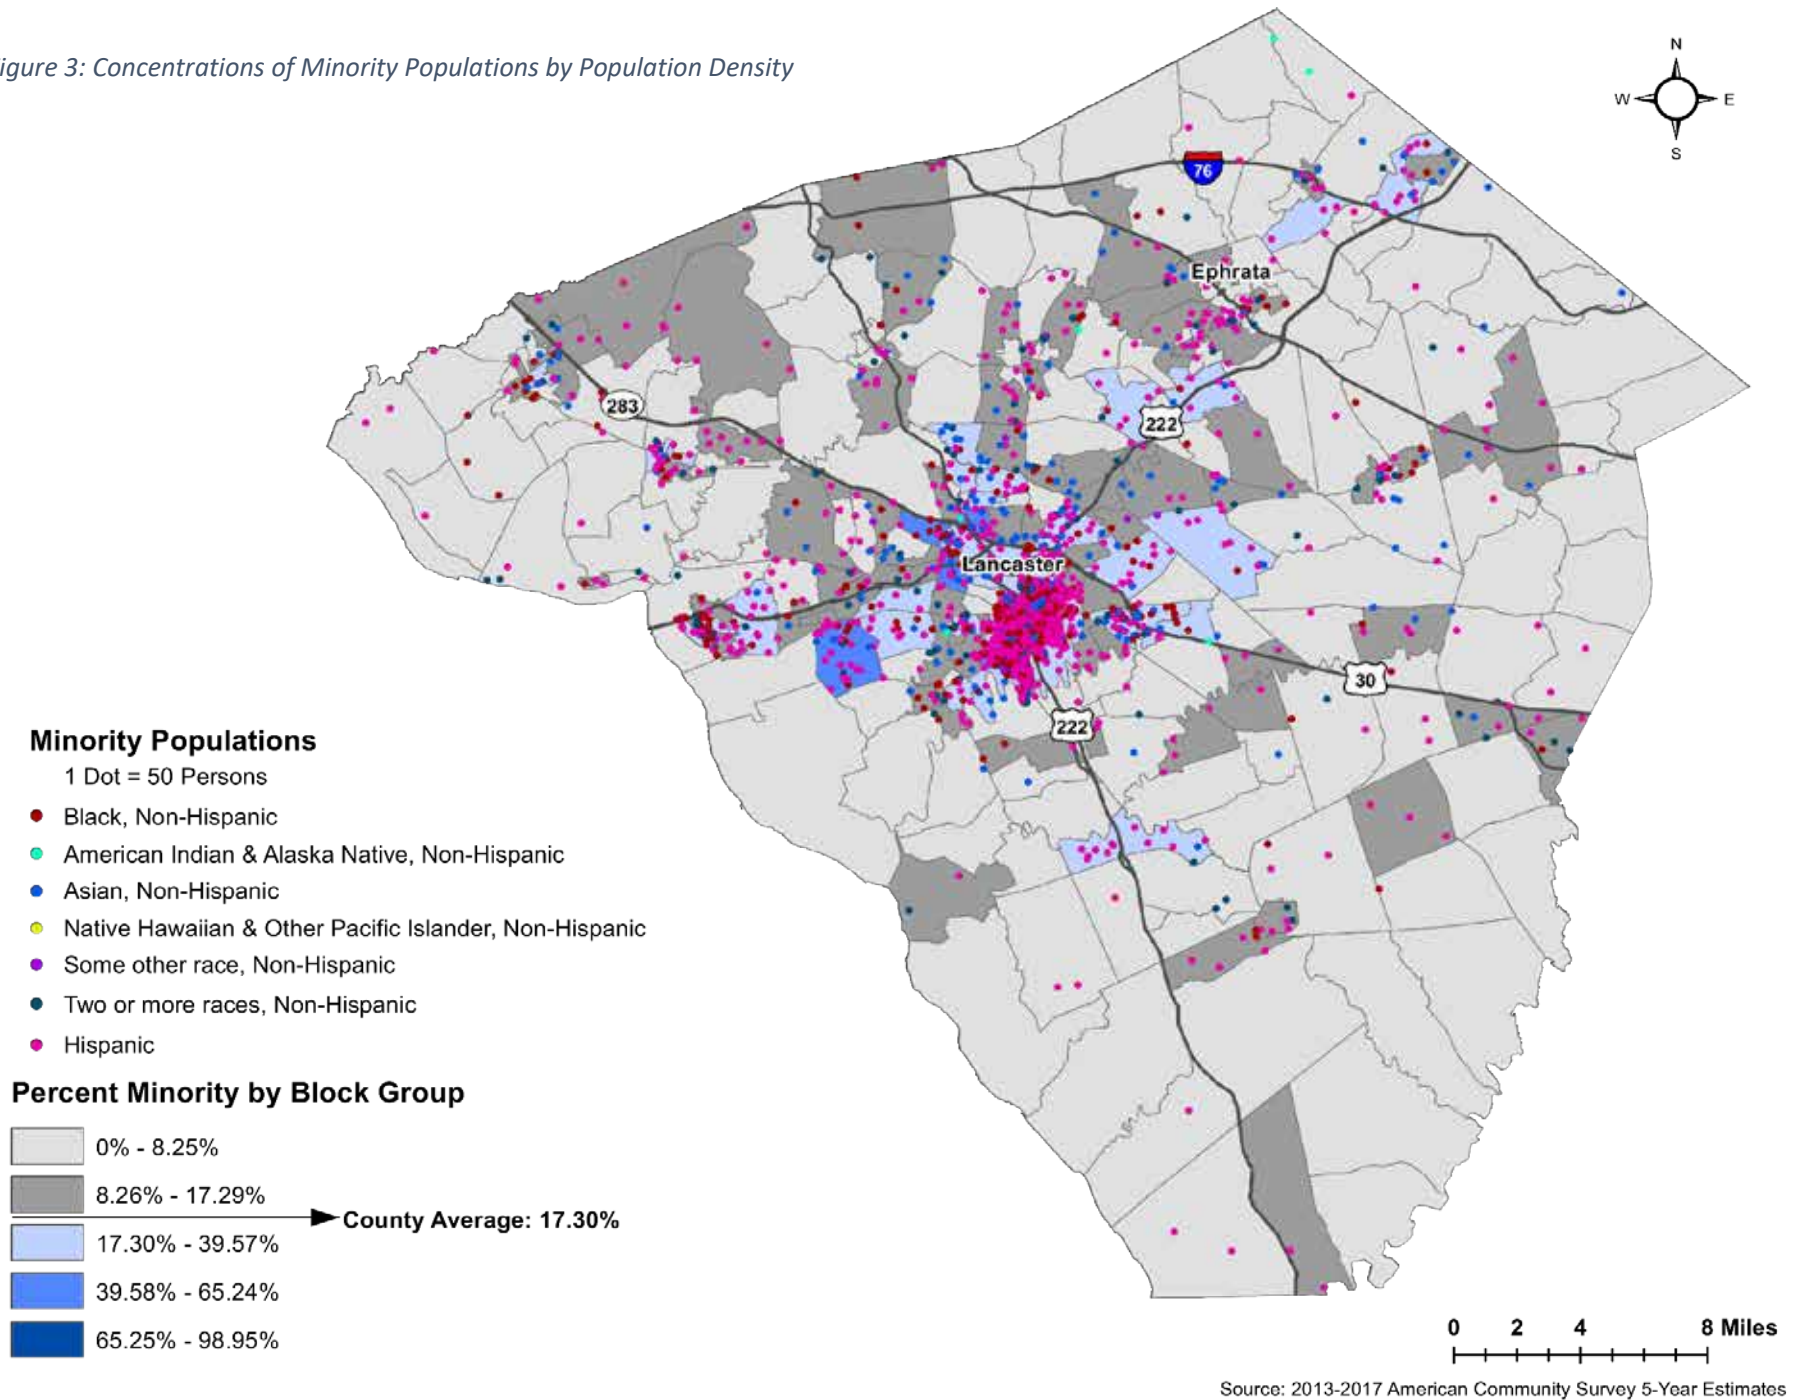 igure 3: Concentrations of Minority Populations by Population Density
N
W E
S
76
Ephrata
283
222
Lancaster
30
222
Minority Populations
1 Dot = 50 Persons
Black, Non-Hispanic
American Indian & Alaska Native, Non-Hispanic
Asian, Non-Hispanic
Native Hawaiian & Other Pacific Islander, Non-Hispanic
Some other race, Non-Hispanic
Two or more races, Non-Hispanic
Hispanic
Percent Minority by Block Group
0% - 8.25%
8.26% - 17.29%
County Average: 17.30%
17.30% - 39.57%
39.58% - 65.24%
65.25% - 98.95%
0 2 4 8 Miles
Source: 2013-2017 American Community Survey 5-Year Estimates